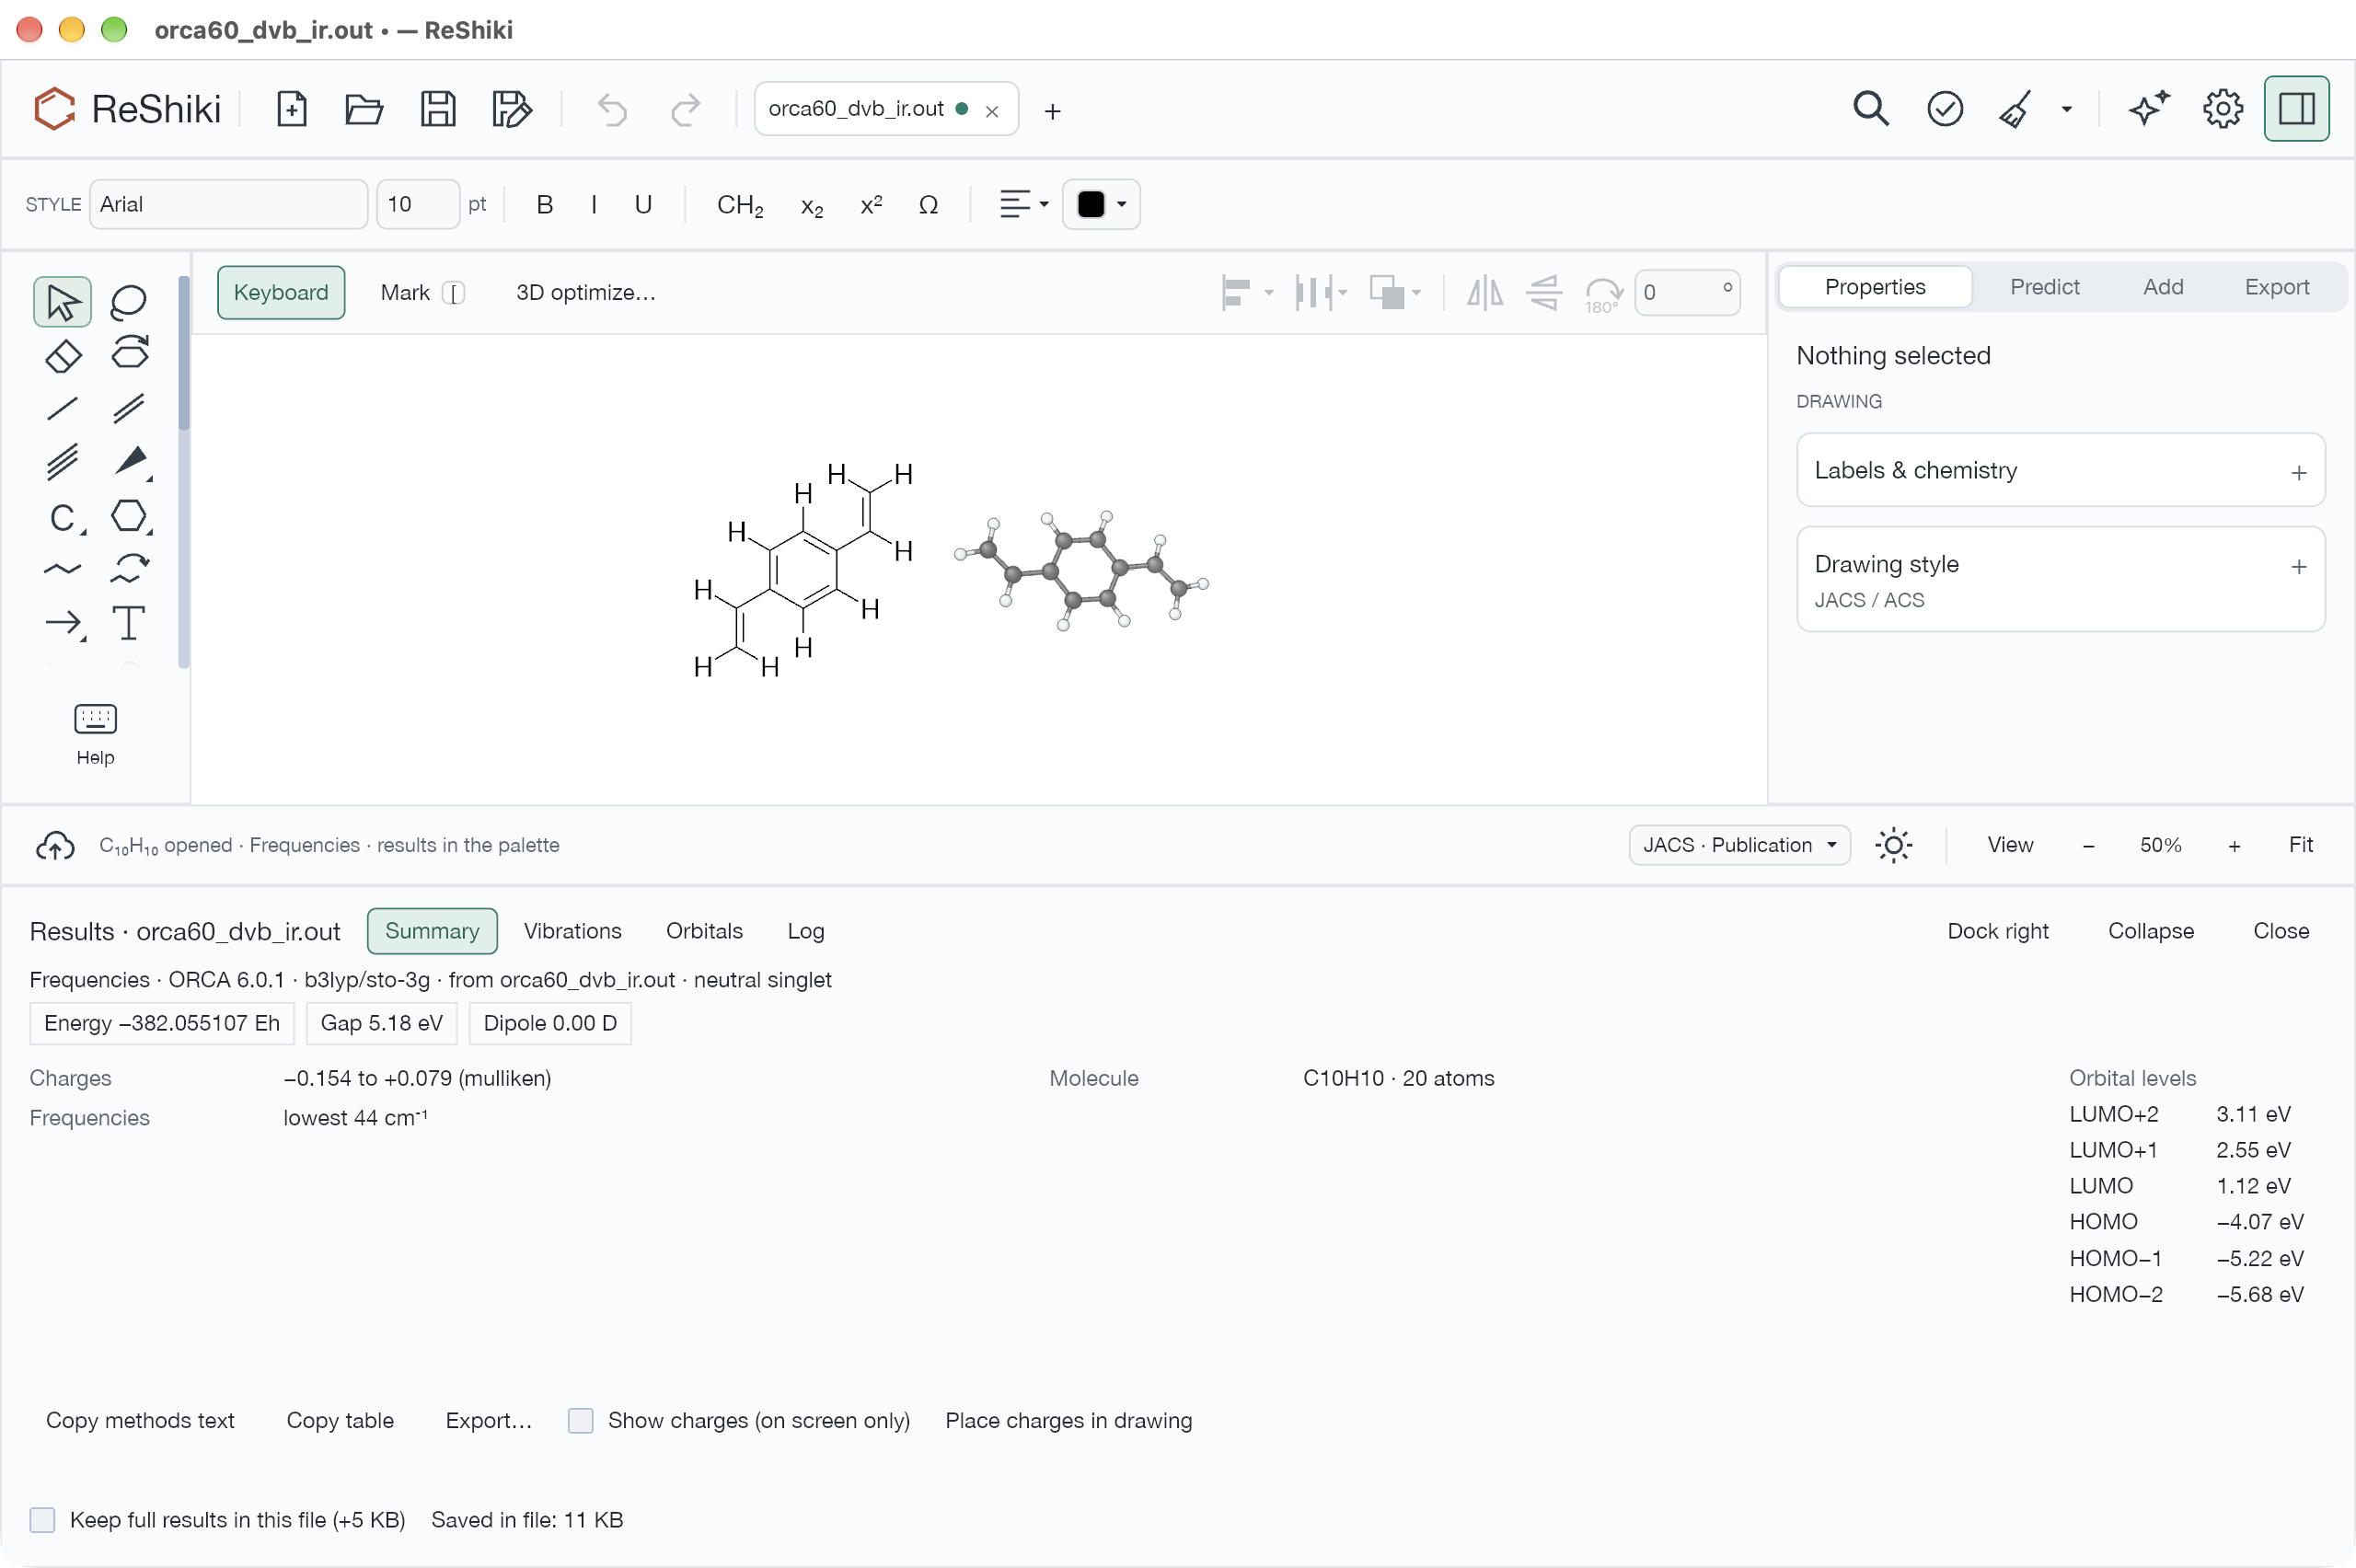 orca60_dvb_ir.out • — ReShiki
ReShiki
orca60_dvb_ir.out
STYLE Arial 10 pt B I U CH₂ x₂ x² Ω
Keyboard Mark [ 3D optimize... 180° 0 °
Properties Predict Add Export
Nothing selected
DRAWING
Labels & chemistry +
Drawing style +
JACS / ACS
C
T
Help
H H
H
H H
H
H
H
H H
C₁₀H₁₀ opened · Frequencies · results in the palette
JACS · Publication View – 50% + Fit
Results · orca60_dvb_ir.out Summary Vibrations Orbitals Log Dock right Collapse Close
Frequencies · ORCA 6.0.1 · b3lyp/sto-3g · from orca60_dvb_ir.out · neutral singlet
Energy –382.055107 Eh Gap 5.18 eV Dipole 0.00 D
Charges –0.154 to +0.079 (mulliken)
Frequencies lowest 44 cm⁻¹
Molecule C10H10 · 20 atoms
Orbital levels
LUMO+2 3.11 eV
LUMO+1 2.55 eV
LUMO 1.12 eV
HOMO –4.07 eV
HOMO–1 –5.22 eV
HOMO–2 –5.68 eV
Copy methods text Copy table Export... Show charges (on screen only) Place charges in drawing
Keep full results in this file (+5 KB) Saved in file: 11 KB